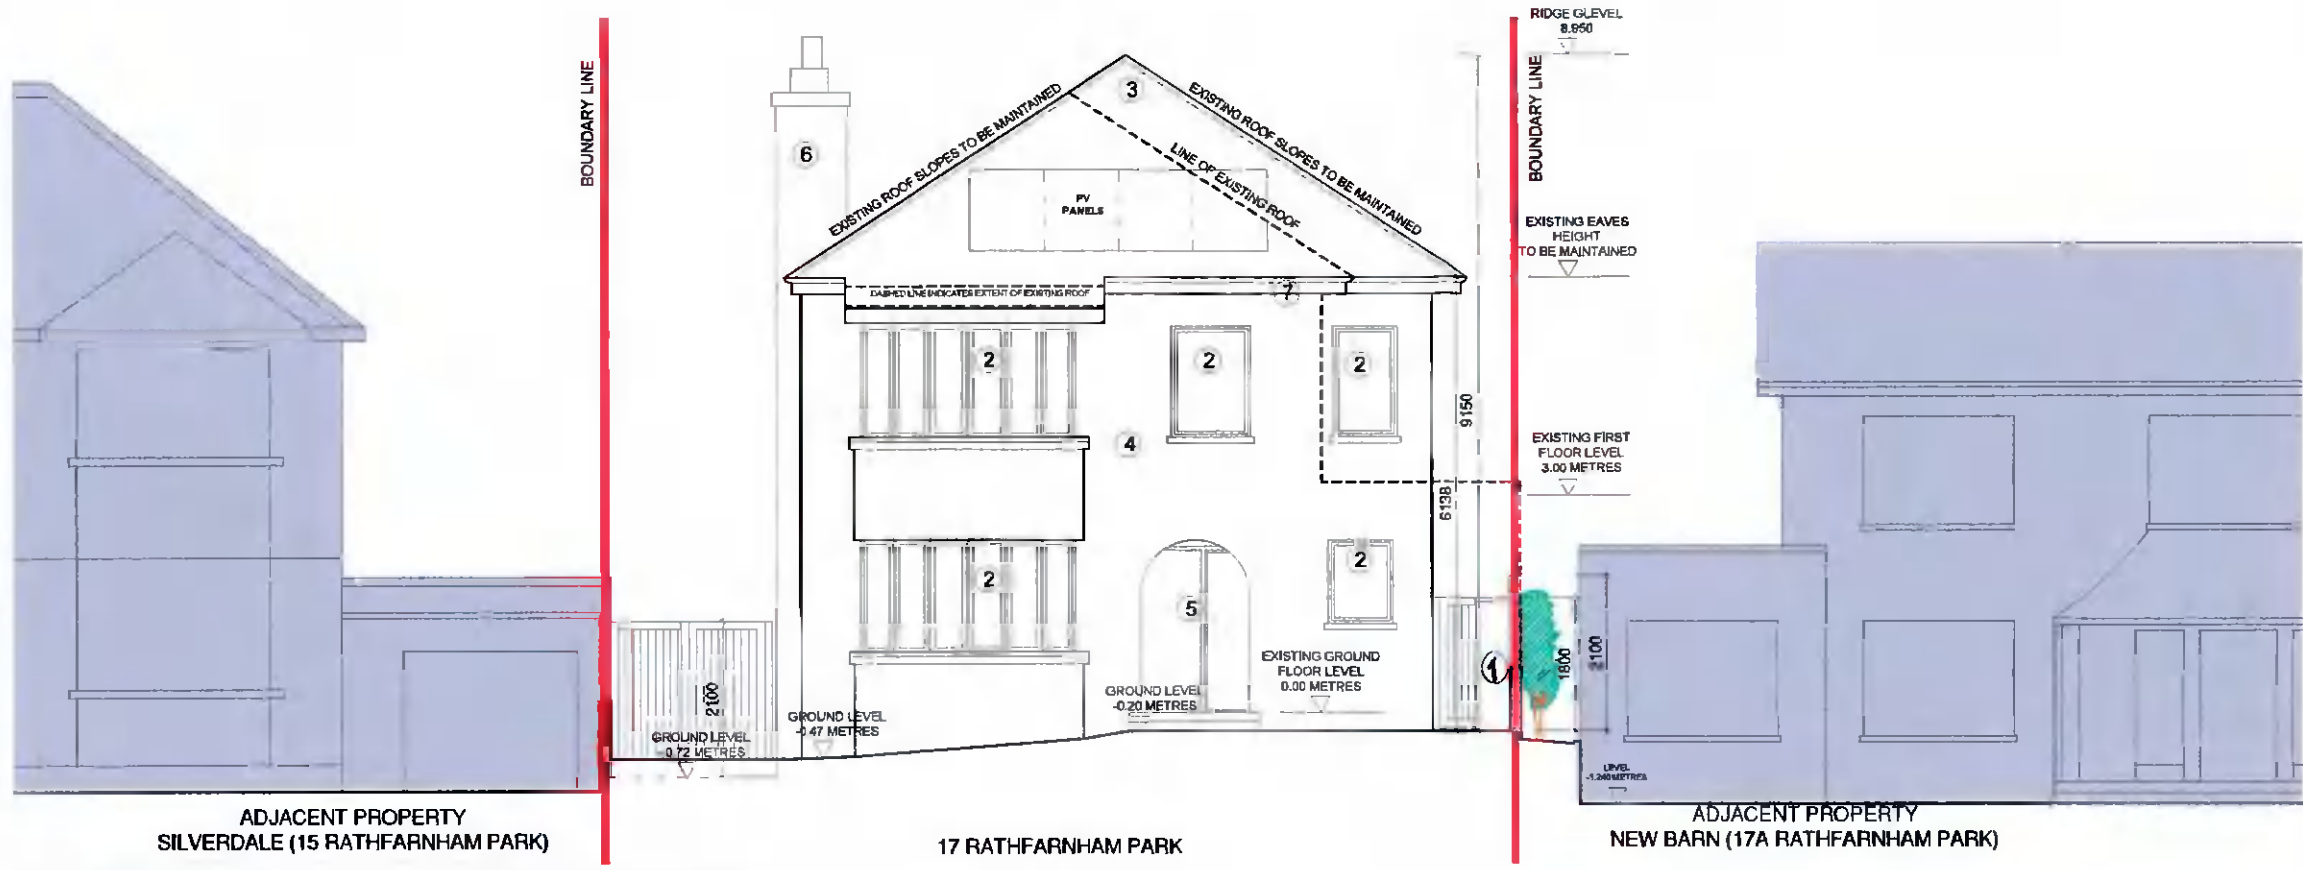 RIDGE GLEVEL
8.950
BOUNDARY LINE
BOUNDARY LINE
3
EXISTING ROOF SLOPES TO BE MAINTAINED
EXISTING ROOF SLOPES TO BE MAINTAINED
LINE OF EXISTING ROOF
6
PV
PANELS
EXISTING EAVES
HEIGHT
TO BE MAINTAINED
DASHED LINE INDICATES EXTENT OF EXISTING ROOF
7
2
2
2
9150
4
EXISTING FIRST
FLOOR LEVEL
3.00 METRES
6138
2
2
5
1
1800
2100
EXISTING GROUND
FLOOR LEVEL
0.00 METRES
GROUND LEVEL
-0.20 METRES
2100
GROUND LEVEL
-0.47 METRES
GROUND LEVEL
-0.72 METRES
LEVEL
-1.240 METRES
ADJACENT PROPERTY
SILVERDALE (15 RATHFARNHAM PARK)
17 RATHFARNHAM PARK
ADJACENT PROPERTY
NEW BARN (17A RATHFARNHAM PARK)